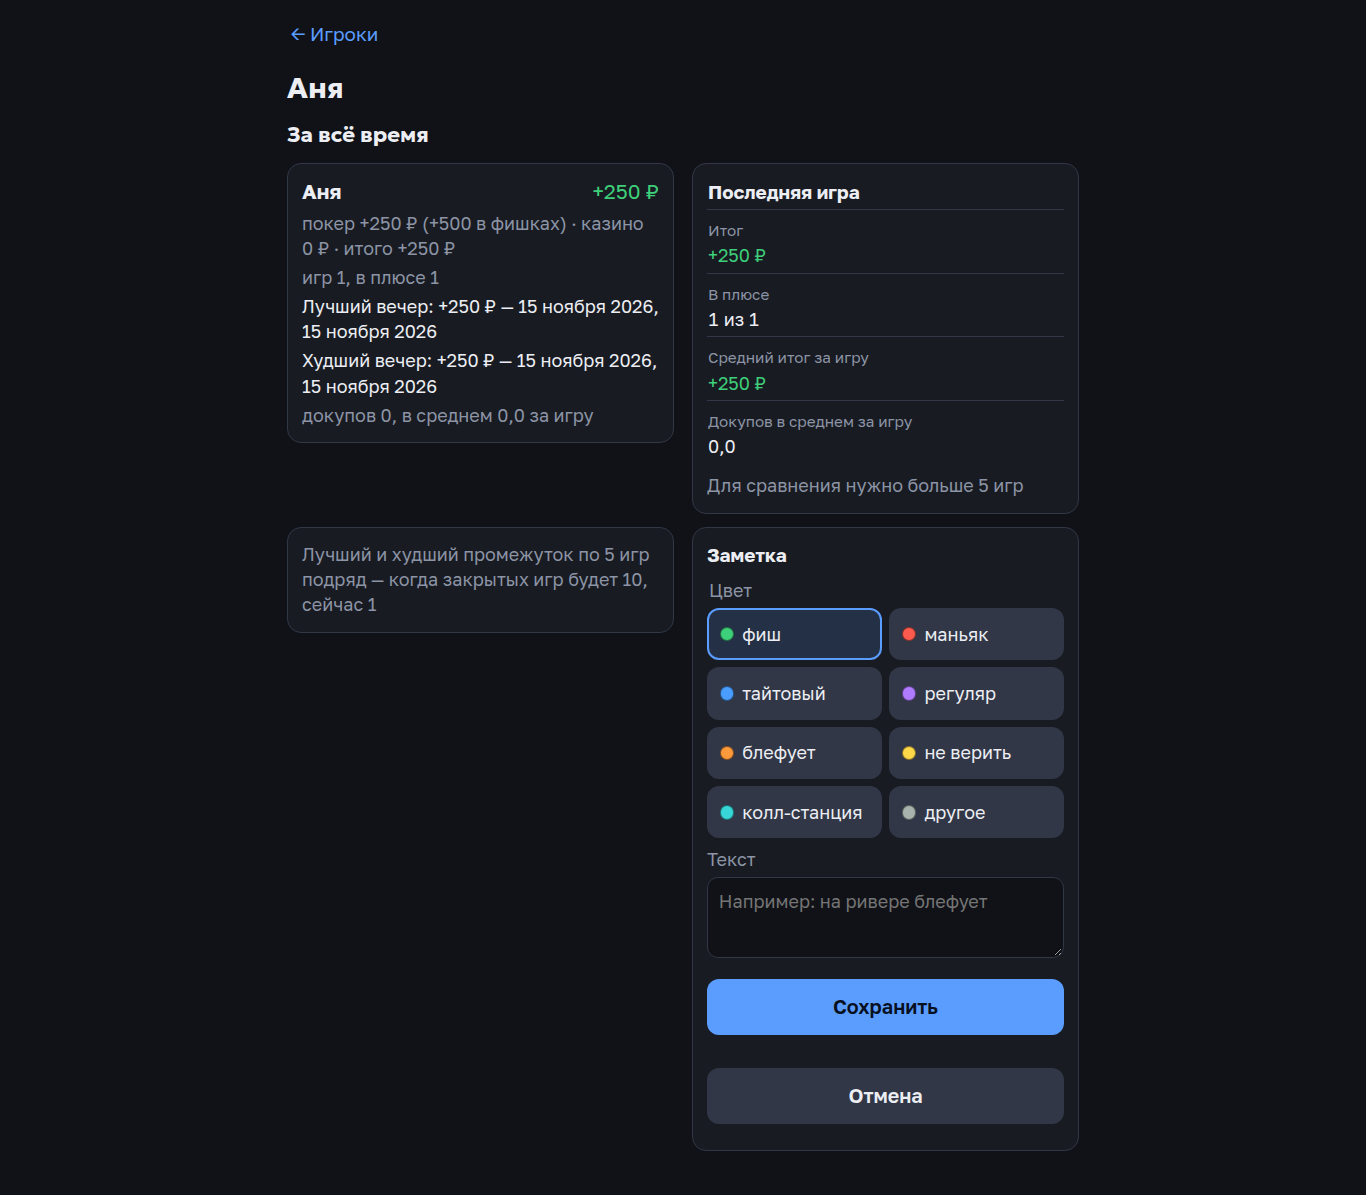 ← Игроки
Аня
За всё время
Аня +250 ₽
покер +250 ₽ (+500 в фишках) · казино
0 ₽ · итого +250 ₽
игр 1, в плюсе 1
Лучший вечер: +250 ₽ — 15 ноября 2026,
15 ноября 2026
Худший вечер: +250 ₽ — 15 ноября 2026,
15 ноября 2026
докупов 0, в среднем 0,0 за игру
Последняя игра
Итог
+250 ₽
В плюсе
1 из 1
Средний итог за игру
+250 ₽
Докупов в среднем за игру
0,0
Для сравнения нужно больше 5 игр
Лучший и худший промежуток по 5 игр
подряд — когда закрытых игр будет 10,
сейчас 1
Заметка
Цвет
фиш
маньяк
тайтовый
регуляр
блефует
не верить
колл-станция
другое
Текст
Например: на ривере блефует
Сохранить
Отмена